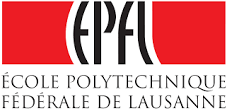 EPFL
ÉCOLE POLYTECHNIQUE
FÉDÉRALE DE LAUSANNE